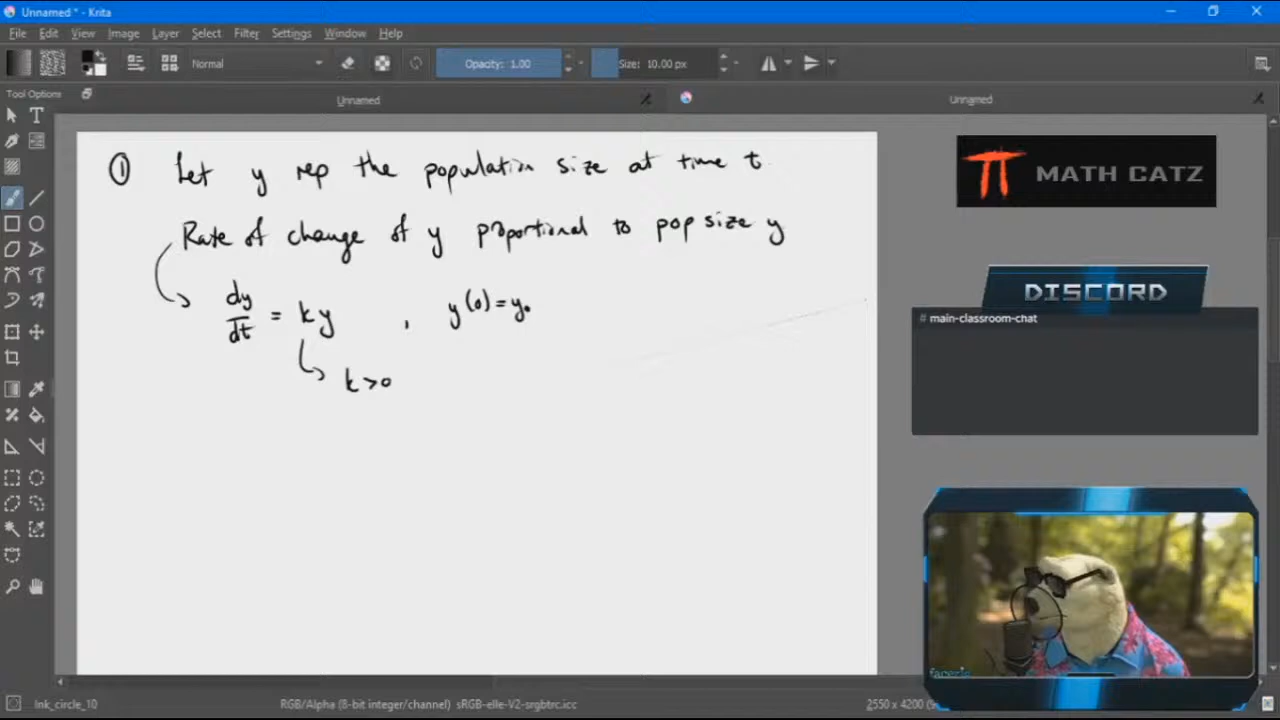 Unnamed * - Krita
File Edit View Image Layer Select Filter Settings Window Help
Normal Opacity: 1.00 Size: 10.00 px
Tool Options
Unnamed Unnamed
① Let y rep the population size at time t
Rate of change of y proportional to pop size y
dy/dt = ky , y(0) = y₀
k > 0
MATH CATZ
DISCORD
# main-classroom-chat
facerig
Ink_circle_10 RGB/Alpha (8-bit integer/channel) sRGB-elle-V2-srgbtrc.icc 2550 x 4200